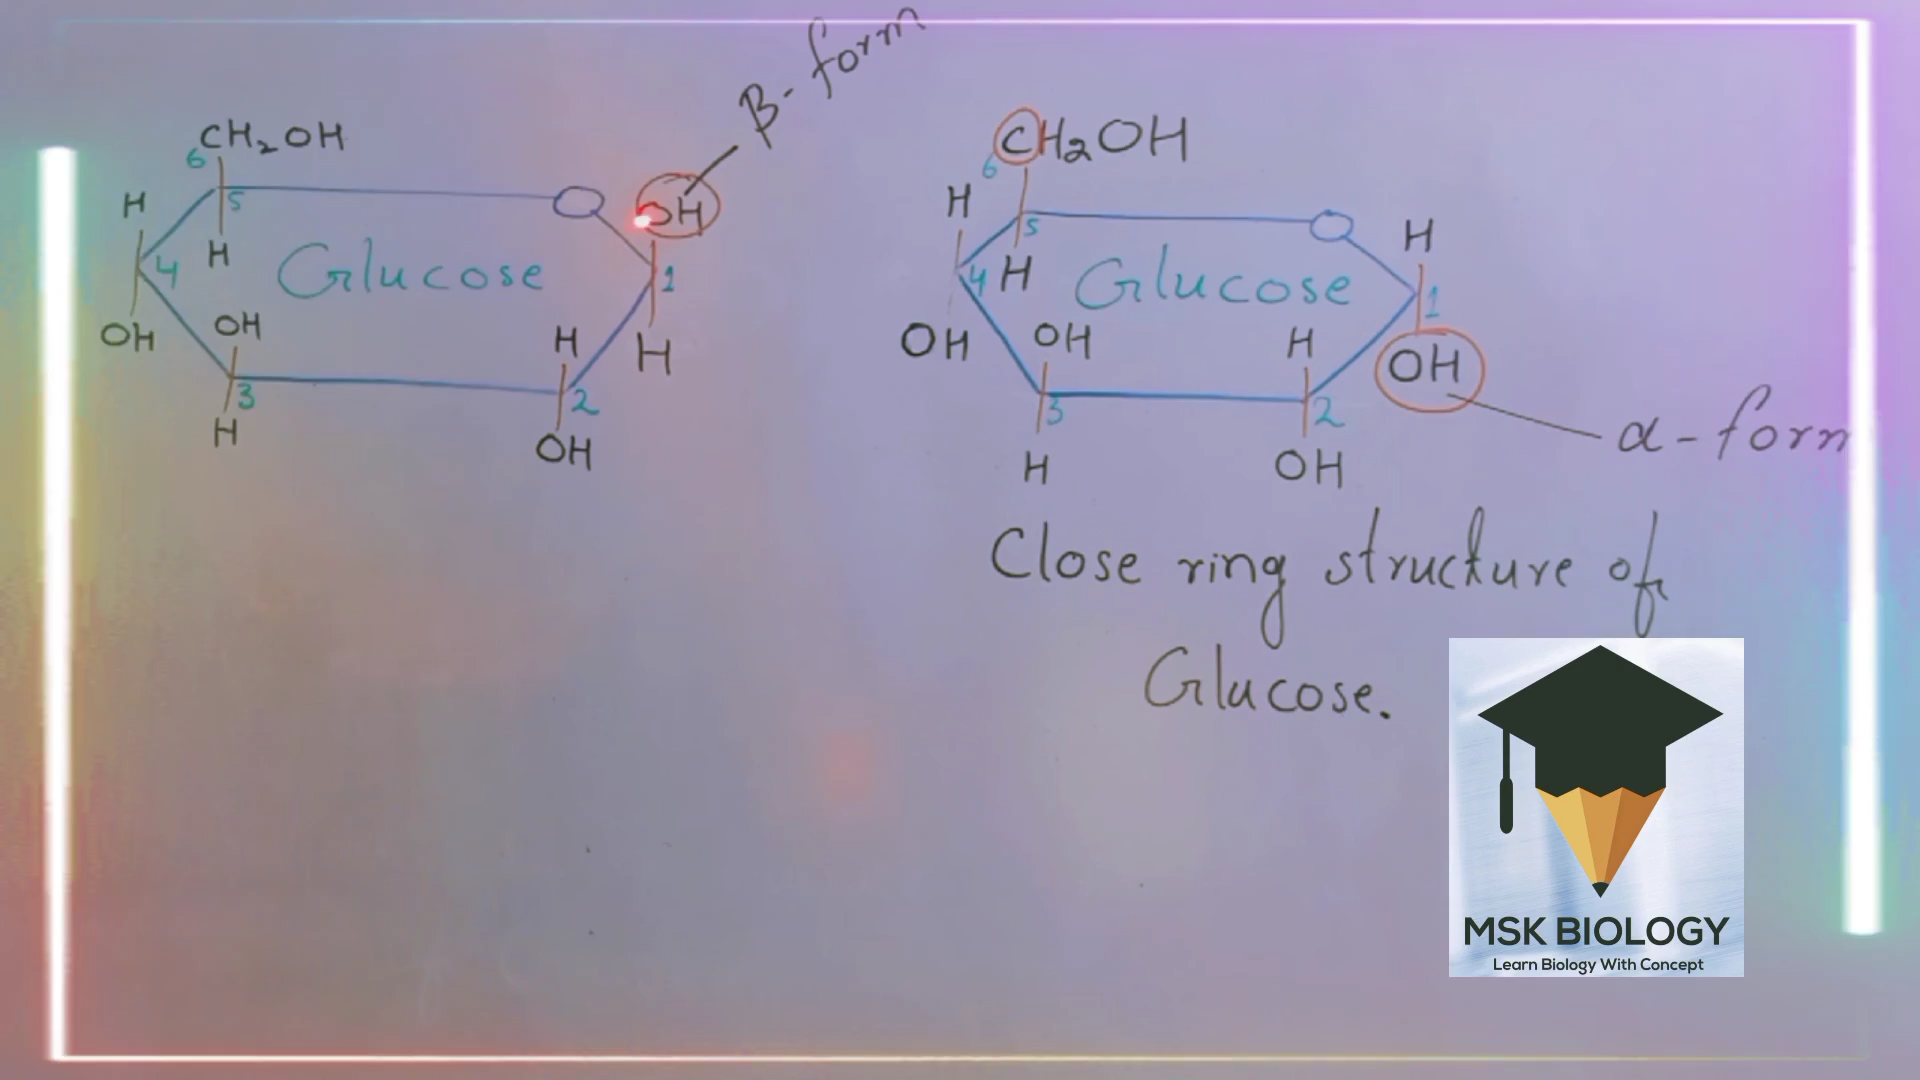 β-form
CH₂OH
6
H
5
O
OH
4
H
Glucose
1
OH
OH
H
H
3
2
H
OH
CH₂OH
6
H
5
O
H
4
H
Glucose
1
OH
OH
H
OH
3
2
α-form
H
OH
Close ring structure of
Glucose.
MSK BIOLOGY
Learn Biology With Concept